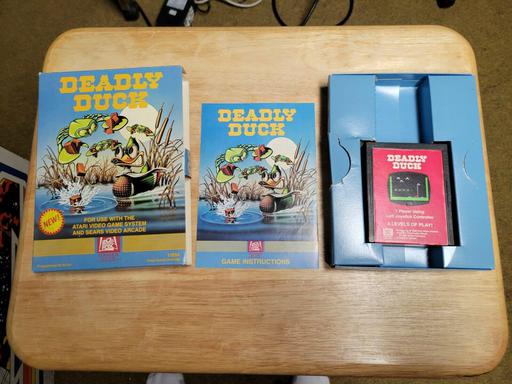 DEADLY
DUCK
NEW!
FOR USE WITH THE
ATARI VIDEO GAME SYSTEM
AND SEARS VIDEO ARCADE
DEADLY
DUCK
GAME INSTRUCTIONS
DEADLY
DUCK
1 Player Using
Left Joystick Controller
& LEVELS OF PLAY!